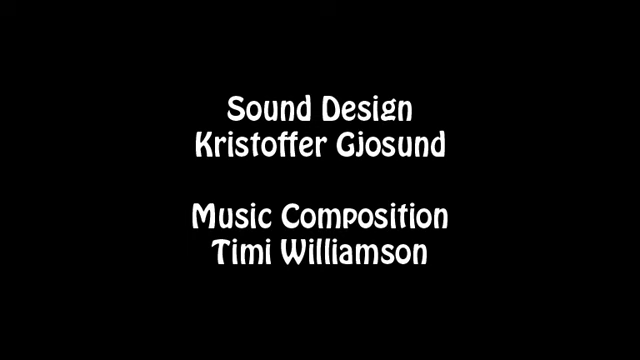 Sound Design
Kristoffer Gjosund
Music Composition
Timi Williamson